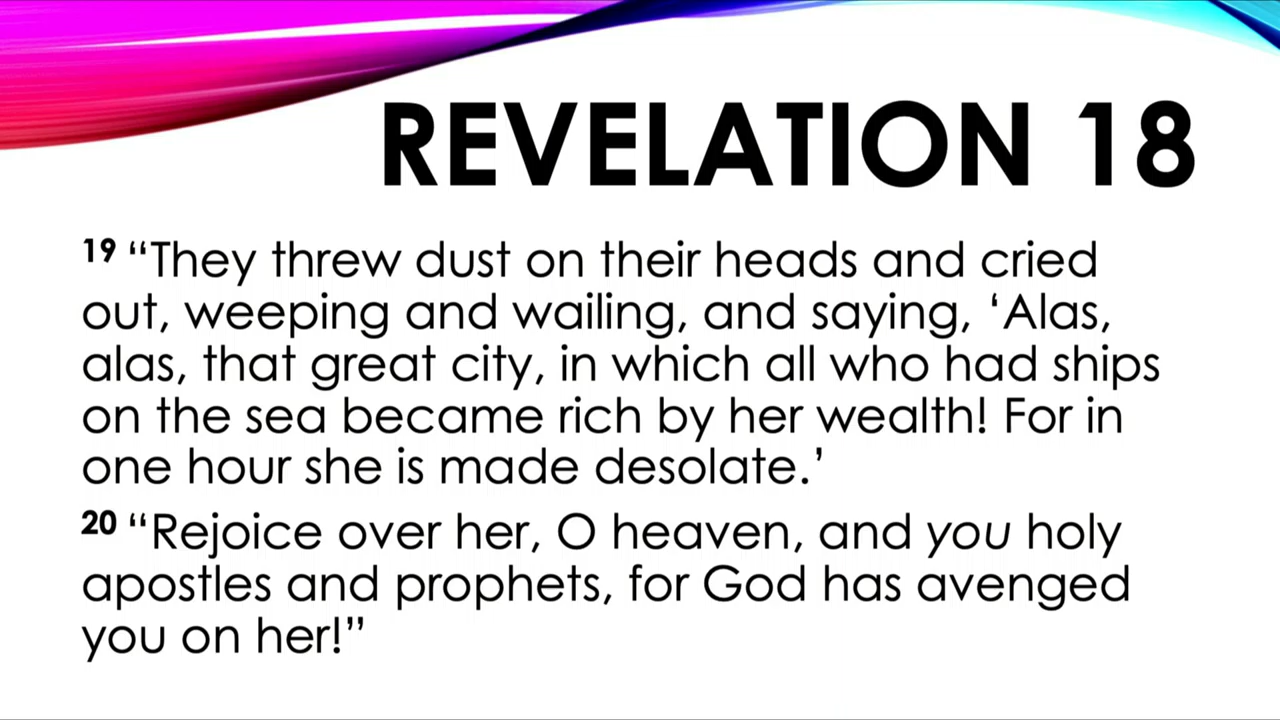 REVELATION 18
19 “They threw dust on their heads and cried
out, weeping and wailing, and saying, ‘Alas,
alas, that great city, in which all who had ships
on the sea became rich by her wealth! For in
one hour she is made desolate.’
20 “Rejoice over her, O heaven, and you holy
apostles and prophets, for God has avenged
you on her!”